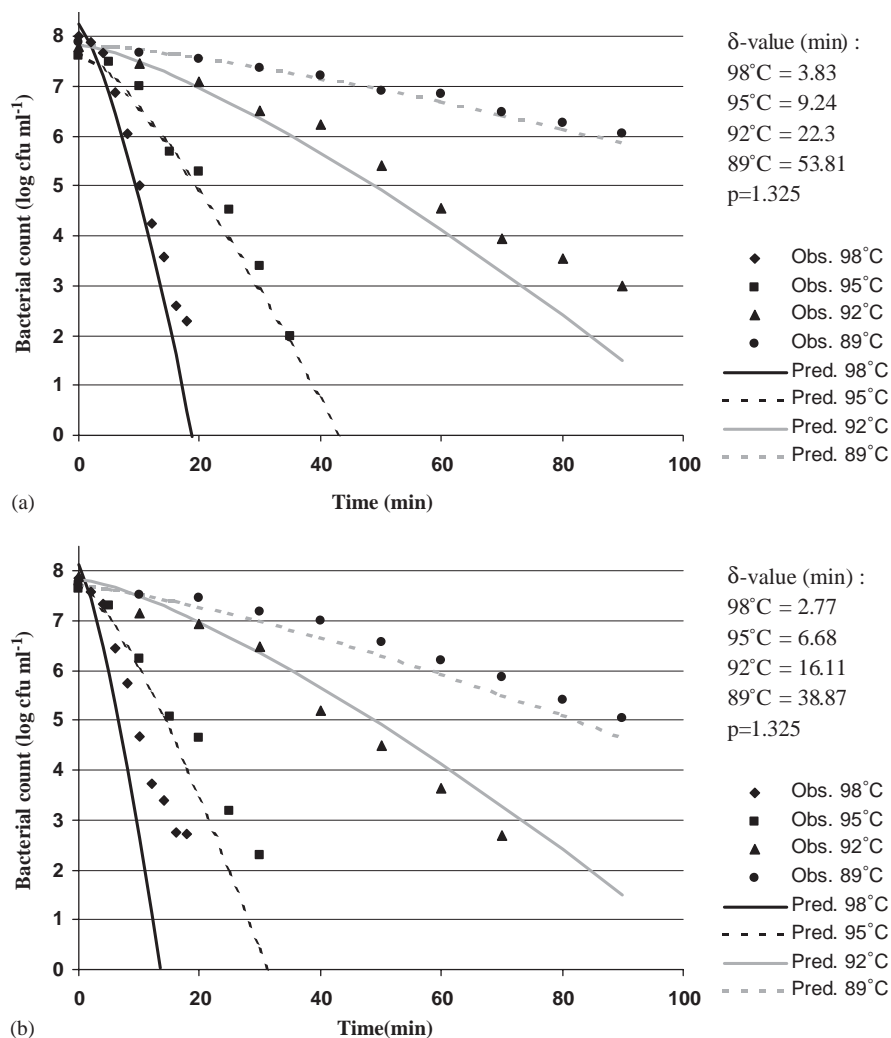 8
7
6
5
4
3
2
1
0
Bacterial count (log cfu ml-1)
0 20 40 60 80 100
(a) Time (min)
δ-value (min) :
98°C = 3.83
95°C = 9.24
92°C = 22.3
89°C = 53.81
p=1.325
Obs. 98°C
Obs. 95°C
Obs. 92°C
Obs. 89°C
Pred. 98°C
Pred. 95°C
Pred. 92°C
Pred. 89°C
8
7
6
5
4
3
2
1
0
Bacterial count (log cfu ml-1)
0 20 40 60 80 100
(b) Time(min)
δ-value (min) :
98°C = 2.77
95°C = 6.68
92°C = 16.11
89°C = 38.87
p=1.325
Obs. 98°C
Obs. 95°C
Obs. 92°C
Obs. 89°C
Pred. 98°C
Pred. 95°C
Pred. 92°C
Pred. 89°C